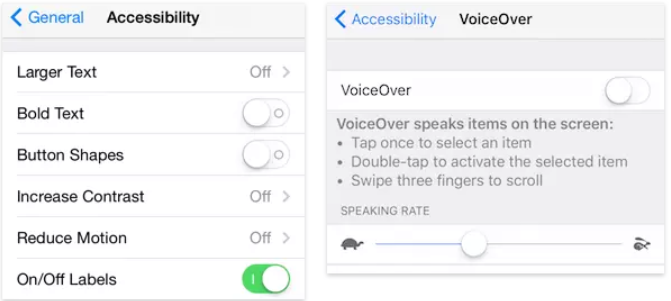 General
Accessibility
Larger Text Off
Bold Text
Button Shapes
Increase Contrast Off
Reduce Motion Off
On/Off Labels
Accessibility
VoiceOver
VoiceOver
VoiceOver speaks items on the screen:
• Tap once to select an item
• Double-tap to activate the selected item
• Swipe three fingers to scroll
SPEAKING RATE